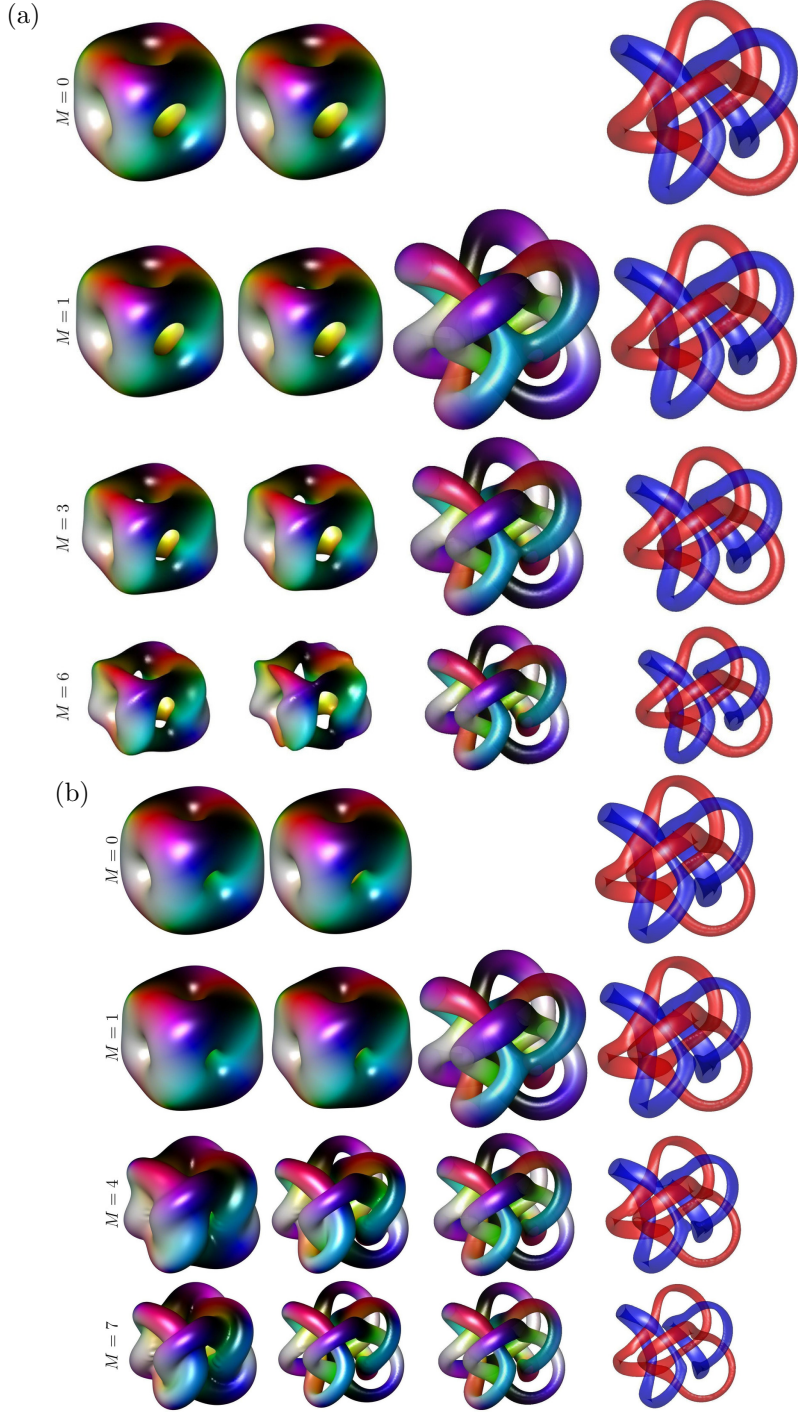 (a)
M = 0
M = 1
M = 3
M = 6
(b)
M = 0
M = 1
M = 4
M = 7